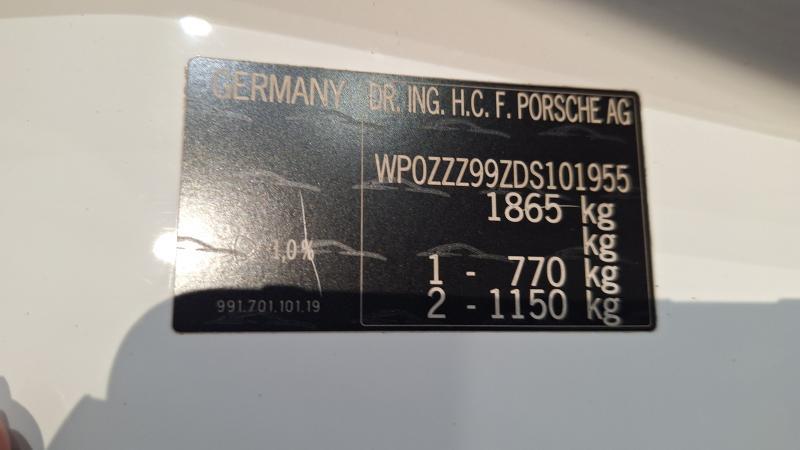 GERMANY DR. ING. H.C. F. PORSCHE AG
WP0ZZZ99ZDS101955
1865 kg
kg
1,0%
1 - 770 kg
2 - 1150 kg
991.701.101.19